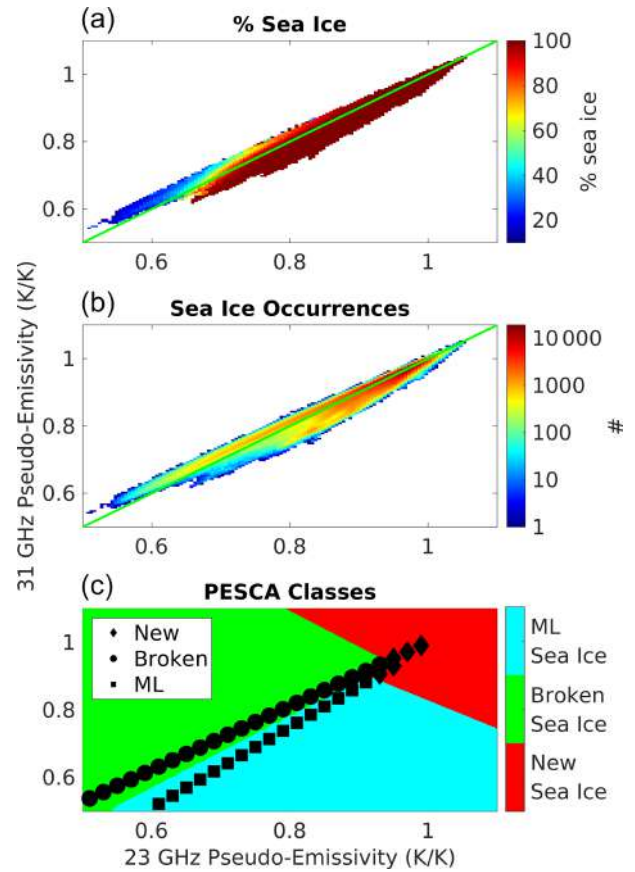 (a)
% Sea Ice
1
0.8
0.6
0.6
0.8
1
100
80
60
40
20
% sea ice
31 GHz Pseudo-Emissivity (K/K)
(b)
Sea Ice Occurrences
1
0.8
0.6
0.6
0.8
1
10 000
1000
100
10
1
#
(c)
PESCA Classes
New
Broken
ML
1
0.8
0.6
0.6
0.8
1
23 GHz Pseudo-Emissivity (K/K)
ML
Sea Ice
Broken
Sea Ice
New
Sea Ice